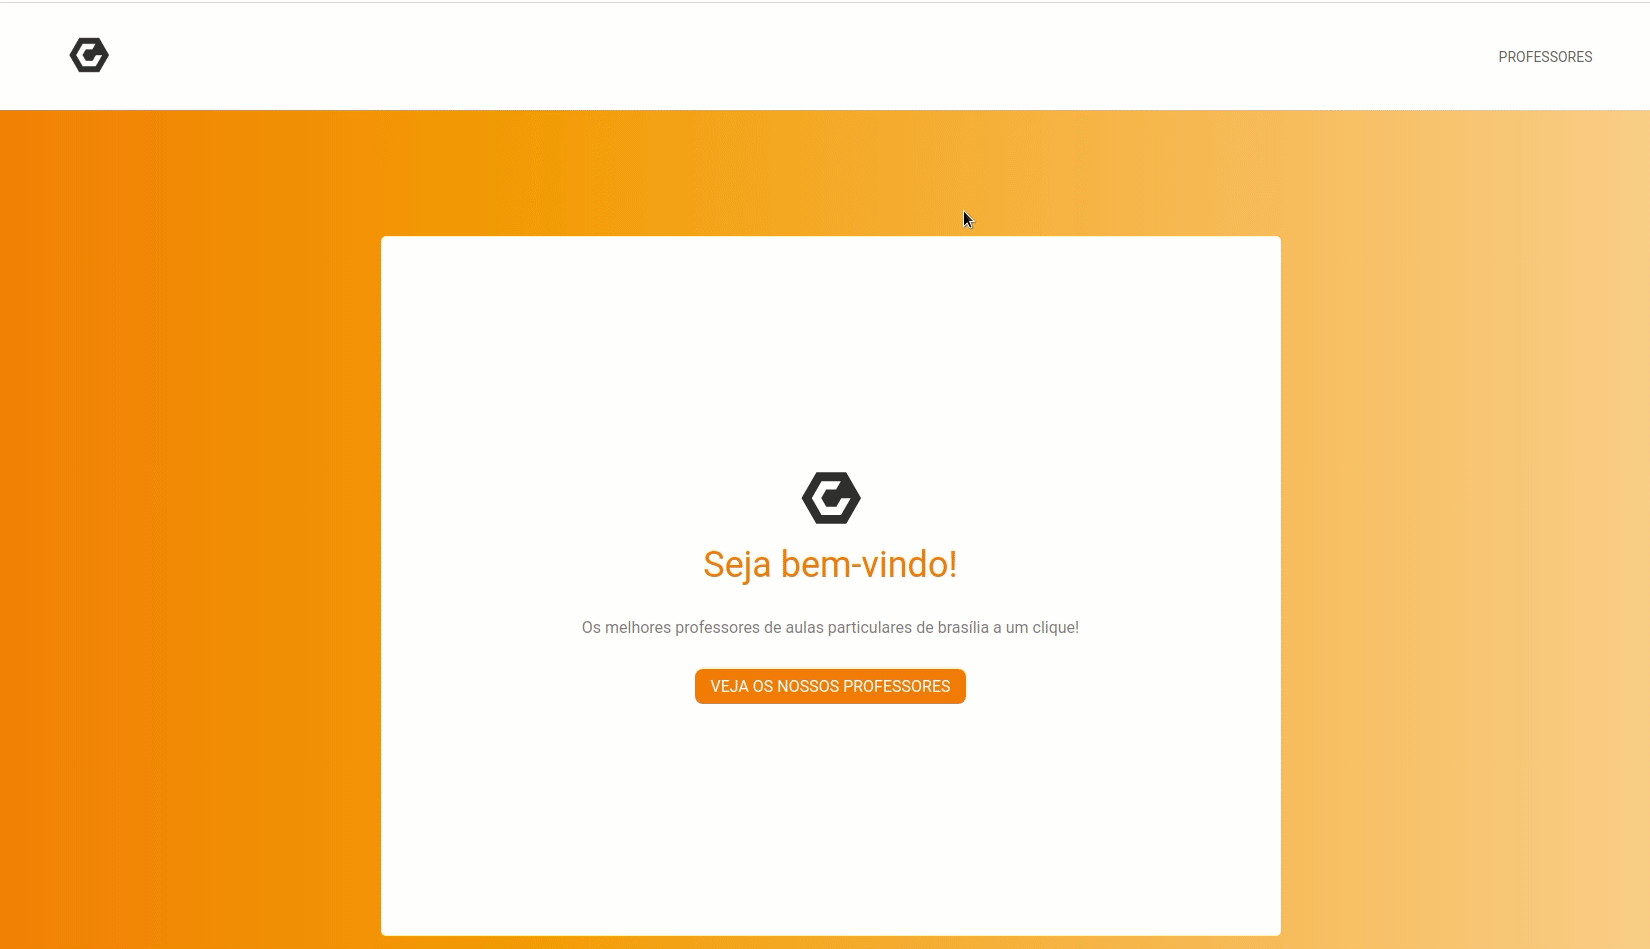 PROFESSORES
Seja bem-vindo!
Os melhores professores de aulas particulares de brasília a um clique!
VEJA OS NOSSOS PROFESSORES